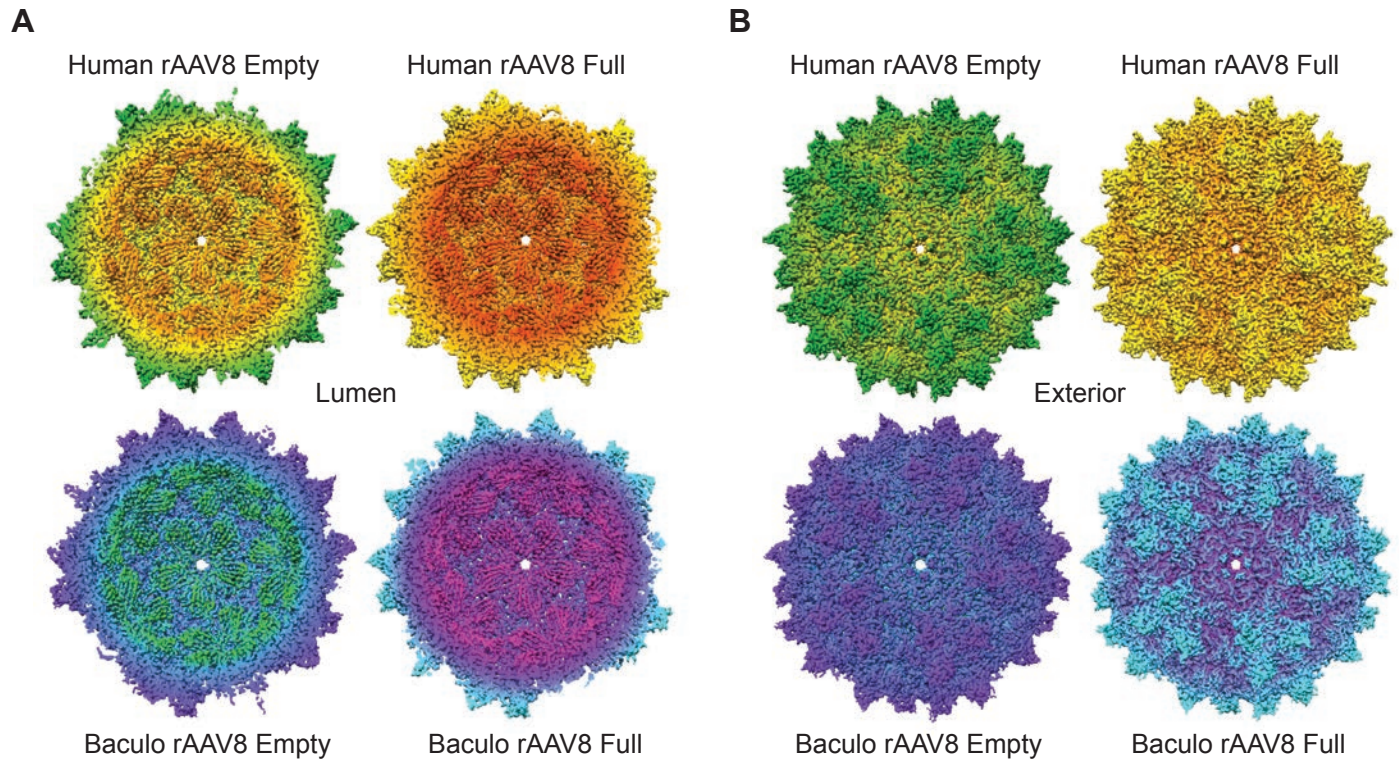 A
Human rAAV8 Empty
Human rAAV8 Full
Lumen
Baculo rAAV8 Empty
Baculo rAAV8 Full
B
Human rAAV8 Empty
Human rAAV8 Full
Exterior
Baculo rAAV8 Empty
Baculo rAAV8 Full